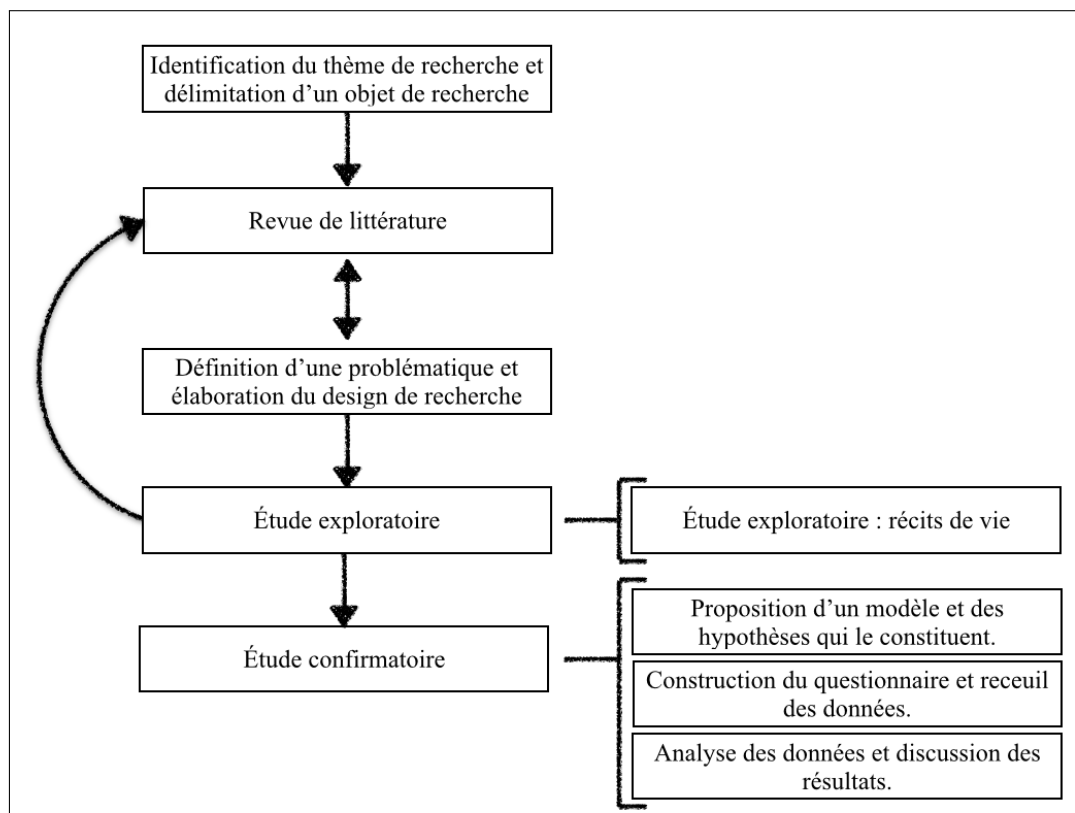 Identification du thème de recherche et
délimitation d’un objet de recherche
Revue de littérature
Définition d’une problématique et
élaboration du design de recherche
Étude exploratoire
Étude exploratoire : récits de vie
Étude confirmatoire
Proposition d’un modèle et des
hypothèses qui le constituent.
Construction du questionnaire et receuil
des données.
Analyse des données et discussion des
résultats.